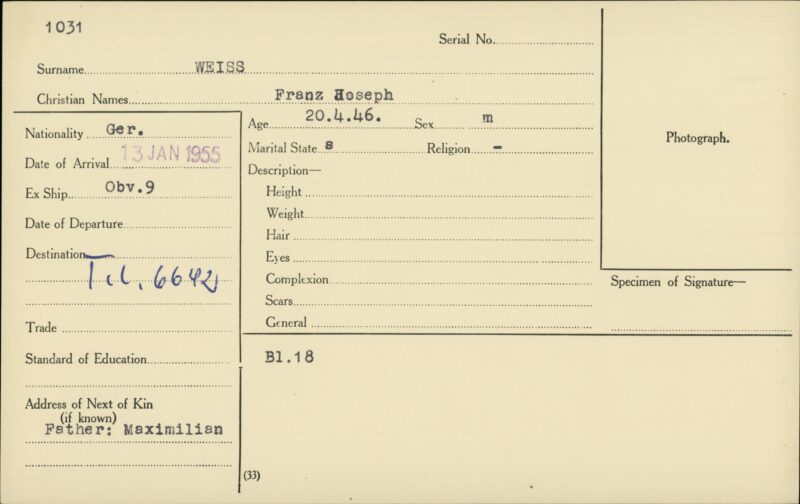 1031
Serial No.
Surname WEISS
Christian Names Franz Joseph
Nationality Ger.
Date of Arrival 13 JAN 1955
Ex Ship Obv.9
Date of Departure
Destination
6642
Trade
Standard of Education
Address of Next of Kin
(if known)
Father: Maximilian
Age 20.4.46. Sex m
Marital State s Religion -
Description—
Height
Weight
Hair
Eyes
Complexion
Scars
General
Bl.18
(33)
Photograph.
Specimen of Signature—